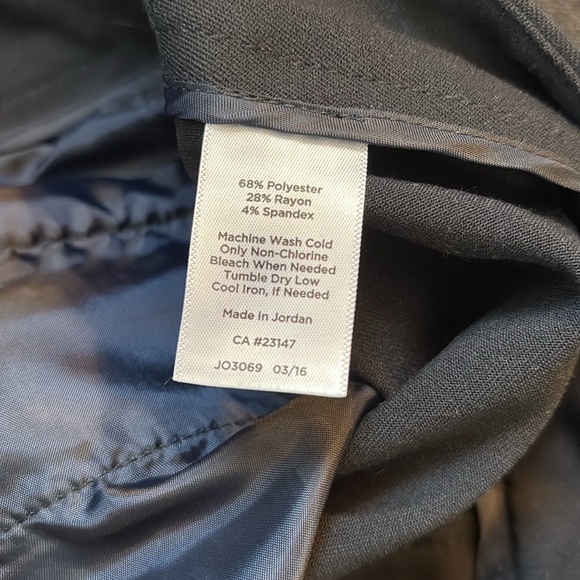 68% Polyester
28% Rayon
4% Spandex
Machine Wash Cold
Only Non-Chlorine
Bleach When Needed
Tumble Dry Low
Cool Iron, If Needed
Made In Jordan
CA #23147
JO3069 03/16